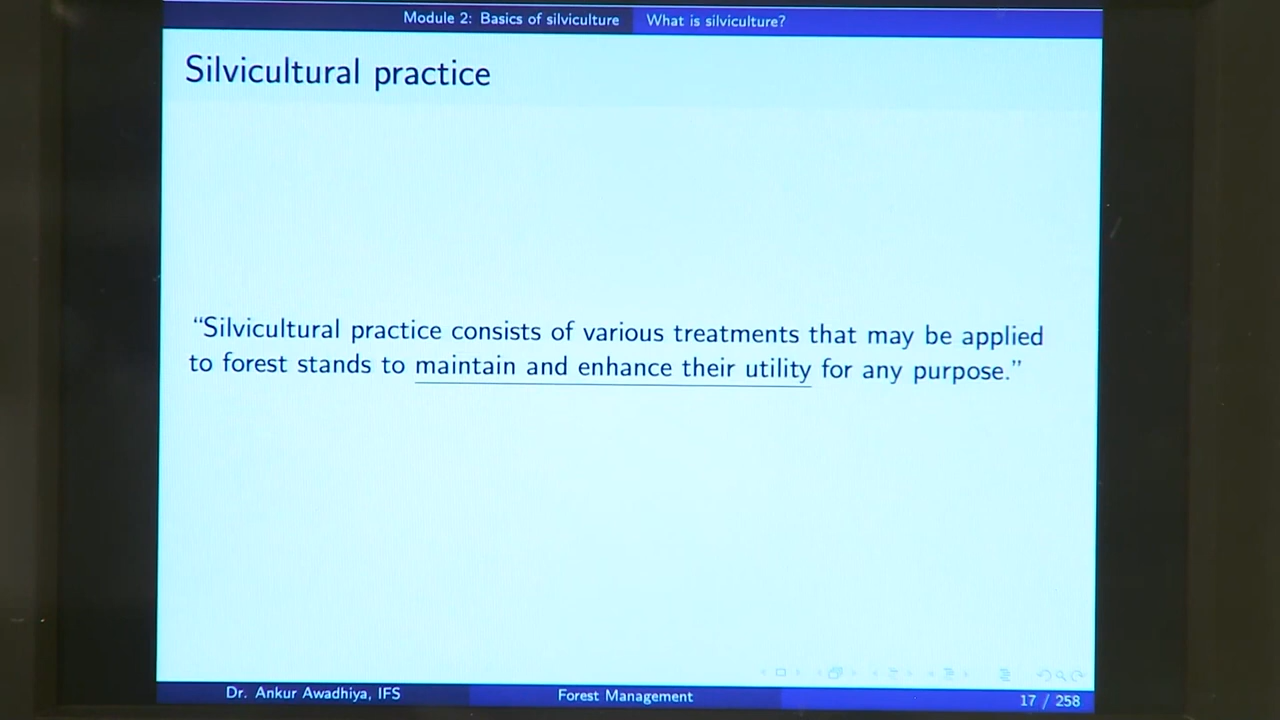 Module 2: Basics of silviculture What is silviculture?
Silvicultural practice
“Silvicultural practice consists of various treatments that may be applied
to forest stands to maintain and enhance their utility for any purpose.”
Dr. Ankur Awadhiya, IFS Forest Management 17 / 258